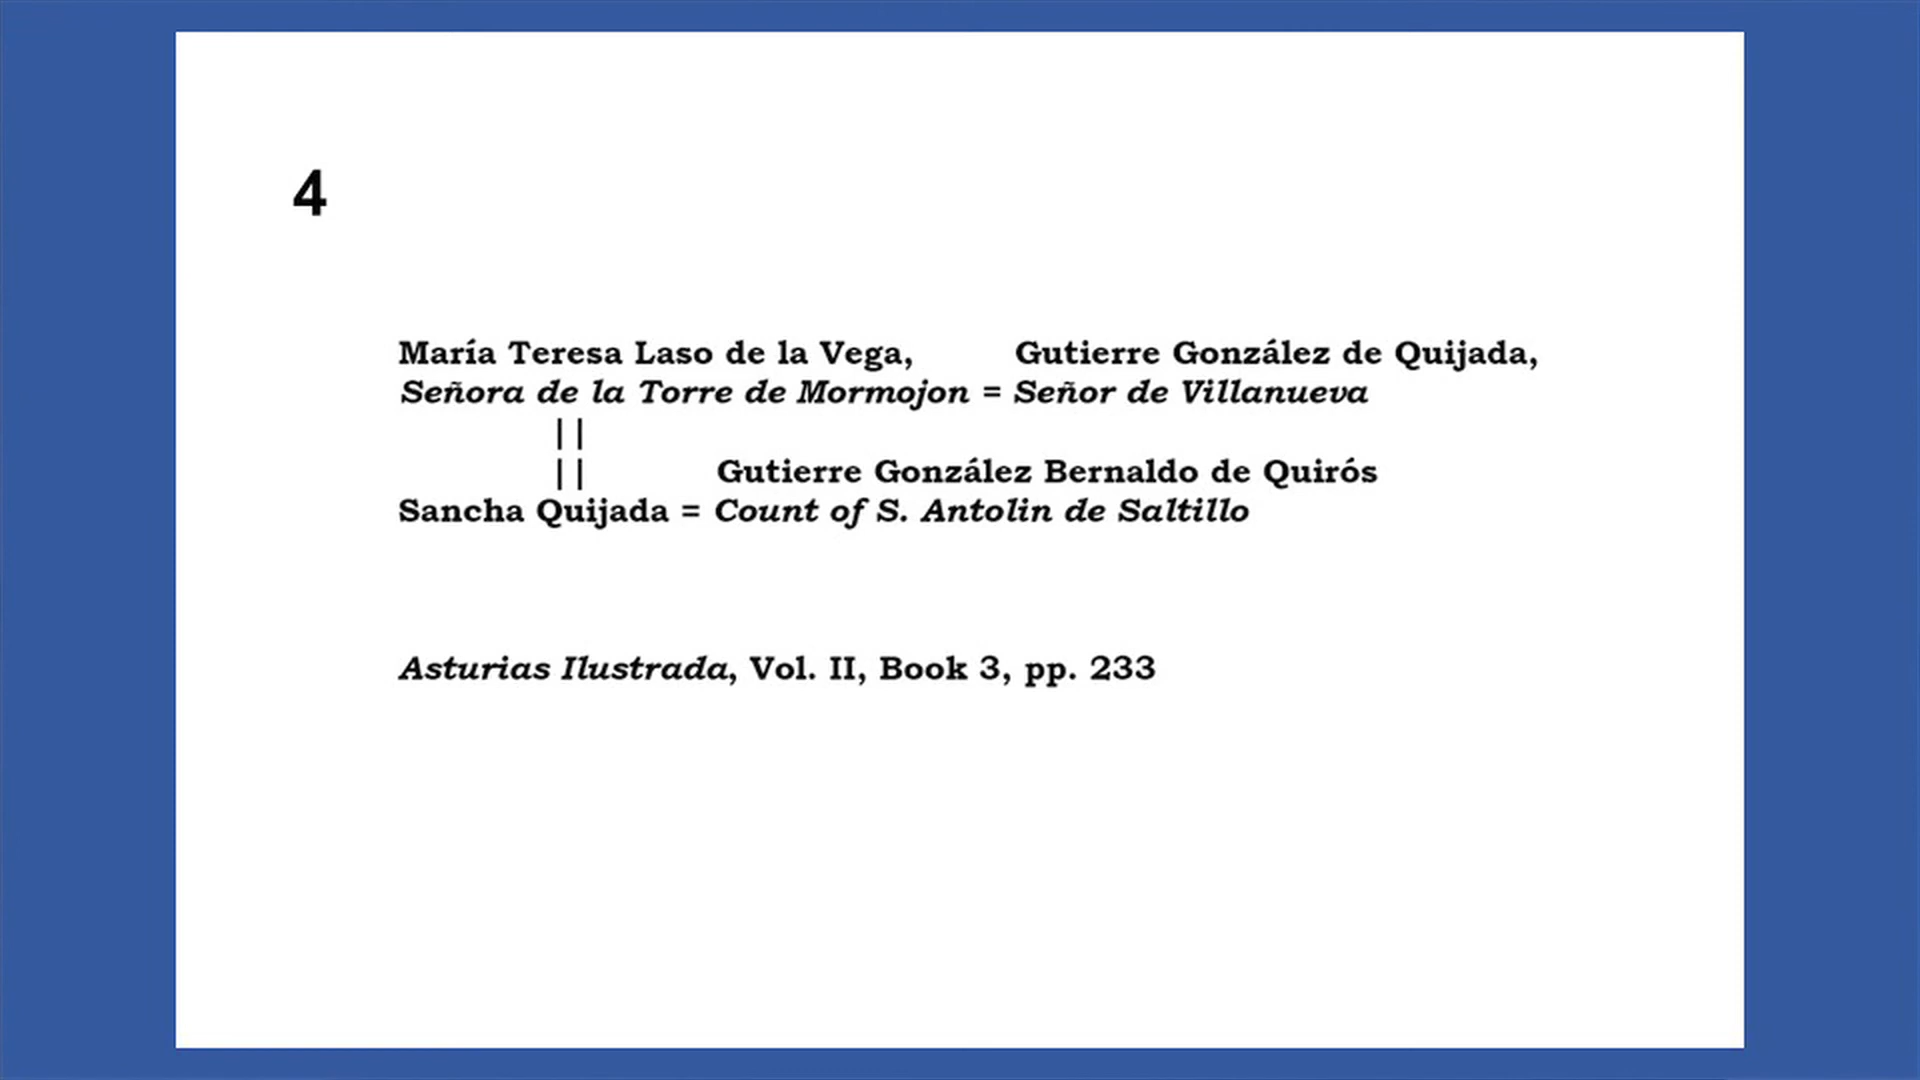 4
María Teresa Laso de la Vega, Gutierre González de Quijada,
Señora de la Torre de Mormojon = Señor de Villanueva
||
|| Gutierre González Bernaldo de Quirós
Sancha Quijada = Count of S. Antolin de Saltillo
Asturias Ilustrada, Vol. II, Book 3, pp. 233